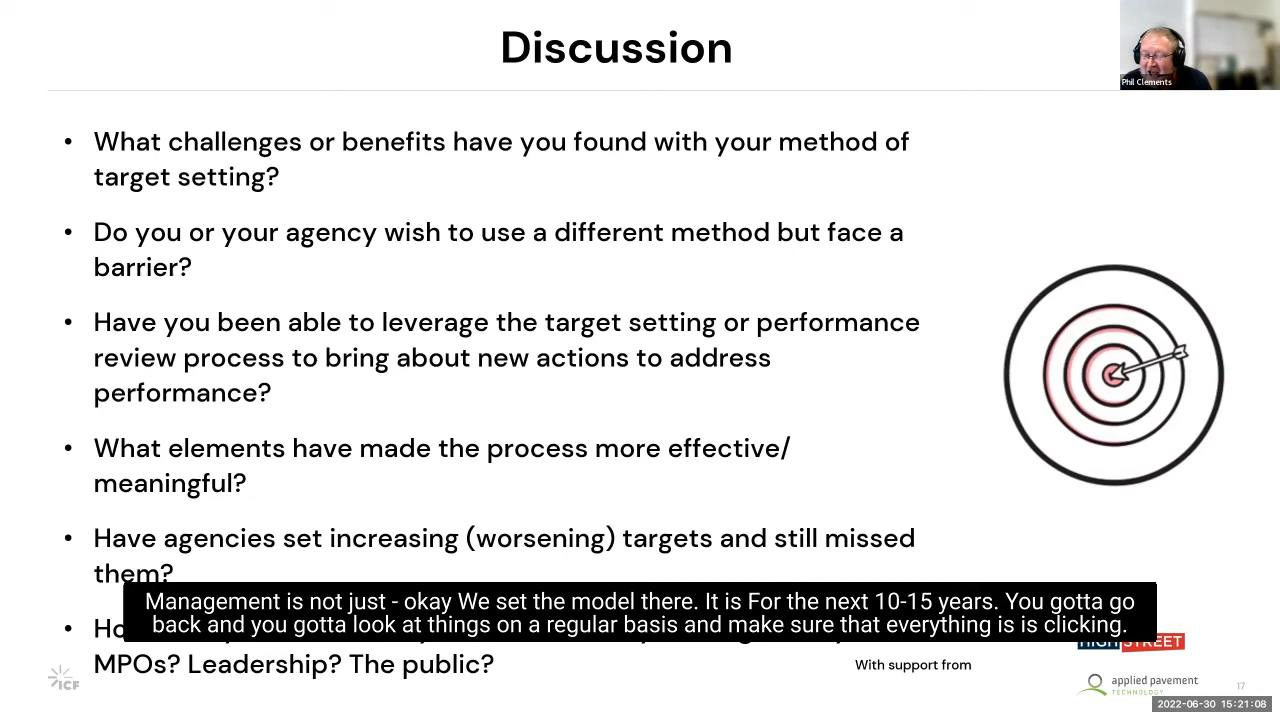 Discussion
Phil Clements
• What challenges or benefits have you found with your method of
target setting?
• Do you or your agency wish to use a different method but face a
barrier?
• Have you been able to leverage the target setting or performance
review process to bring about new actions to address
performance?
• What elements have made the process more effective/
meaningful?
• Have agencies set increasing (worsening) targets and still missed
them?
Management is not just - okay We set the model there. It is For the next 10-15 years. You gotta go
back and you gotta look at things on a regular basis and make sure that everything is is clicking.
•
MPOs? Leadership? The public?
HIGH STREET
With support from
ICF
applied pavement
TECHNOLOGY
17
2022-06-30 15:21:08